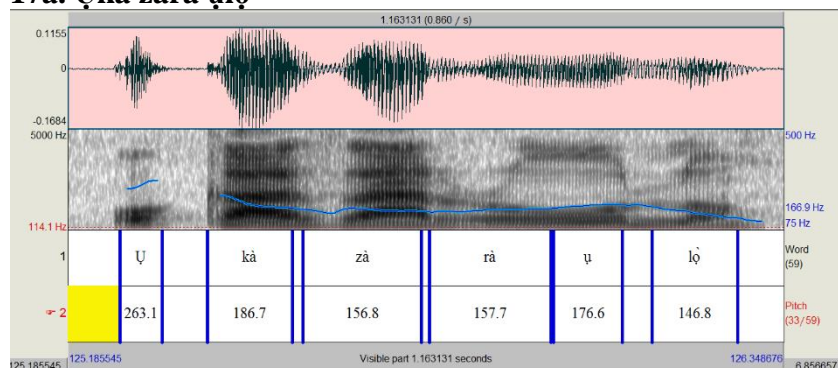 1.163131 (0.860 / s)
0.1155
0
-0.1684
5000 Hz 500 Hz
166.9 Hz
114.1 Hz 75 Hz
1 Ụ kà zà rà ụ lọ̀ Word
(59)
☞ 2 263.1 186.7 156.8 157.7 176.6 146.8 Pitch
(33/59)
125.185545 Visible part 1.163131 seconds 126.348676
125.185545 6.856657